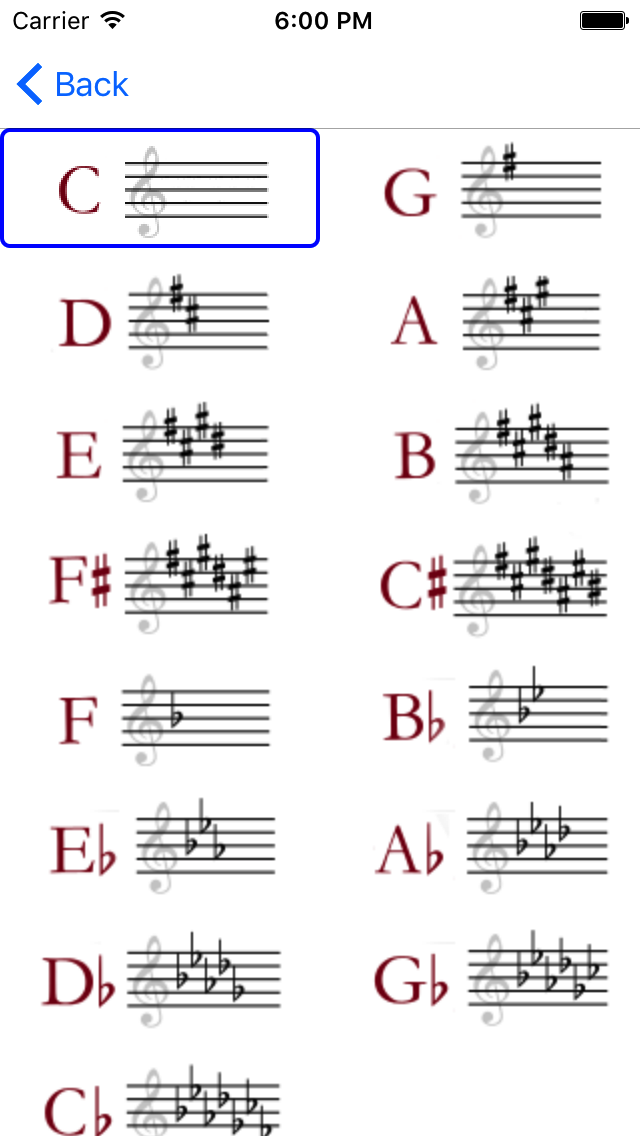 Carrier 6:00 PM
Back
C G
D A
E B
F♯ C♯
F B♭
E♭ A♭
D♭ G♭
C♭